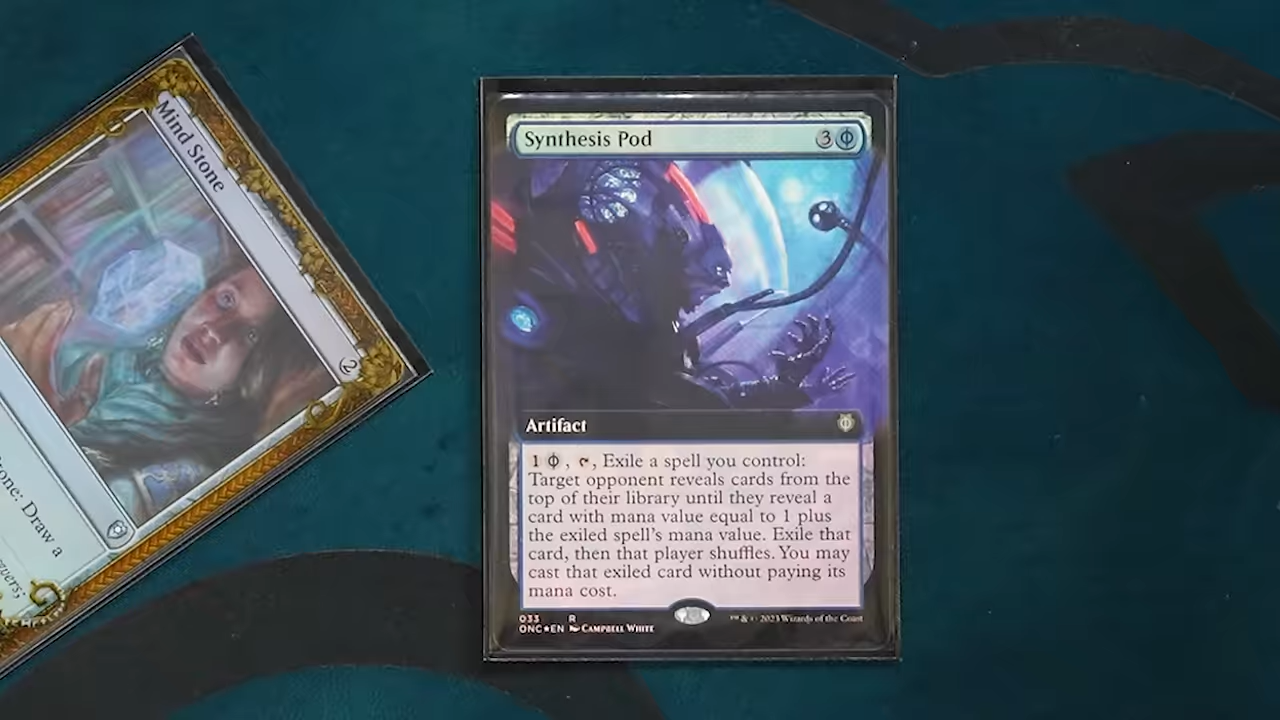 Mind Stone
2
Stone: Draw a
Synthesis Pod
3
Artifact
1 , , Exile a spell you control:
Target opponent reveals cards from the
top of their library until they reveal a
card with mana value equal to 1 plus
the exiled spell's mana value. Exile that
card, then that player shuffles. You may
cast that exiled card without paying its
mana cost.
033 R
ONC★EN CAMPBELL WHITE
™ & © 2023 Wizards of the Coast